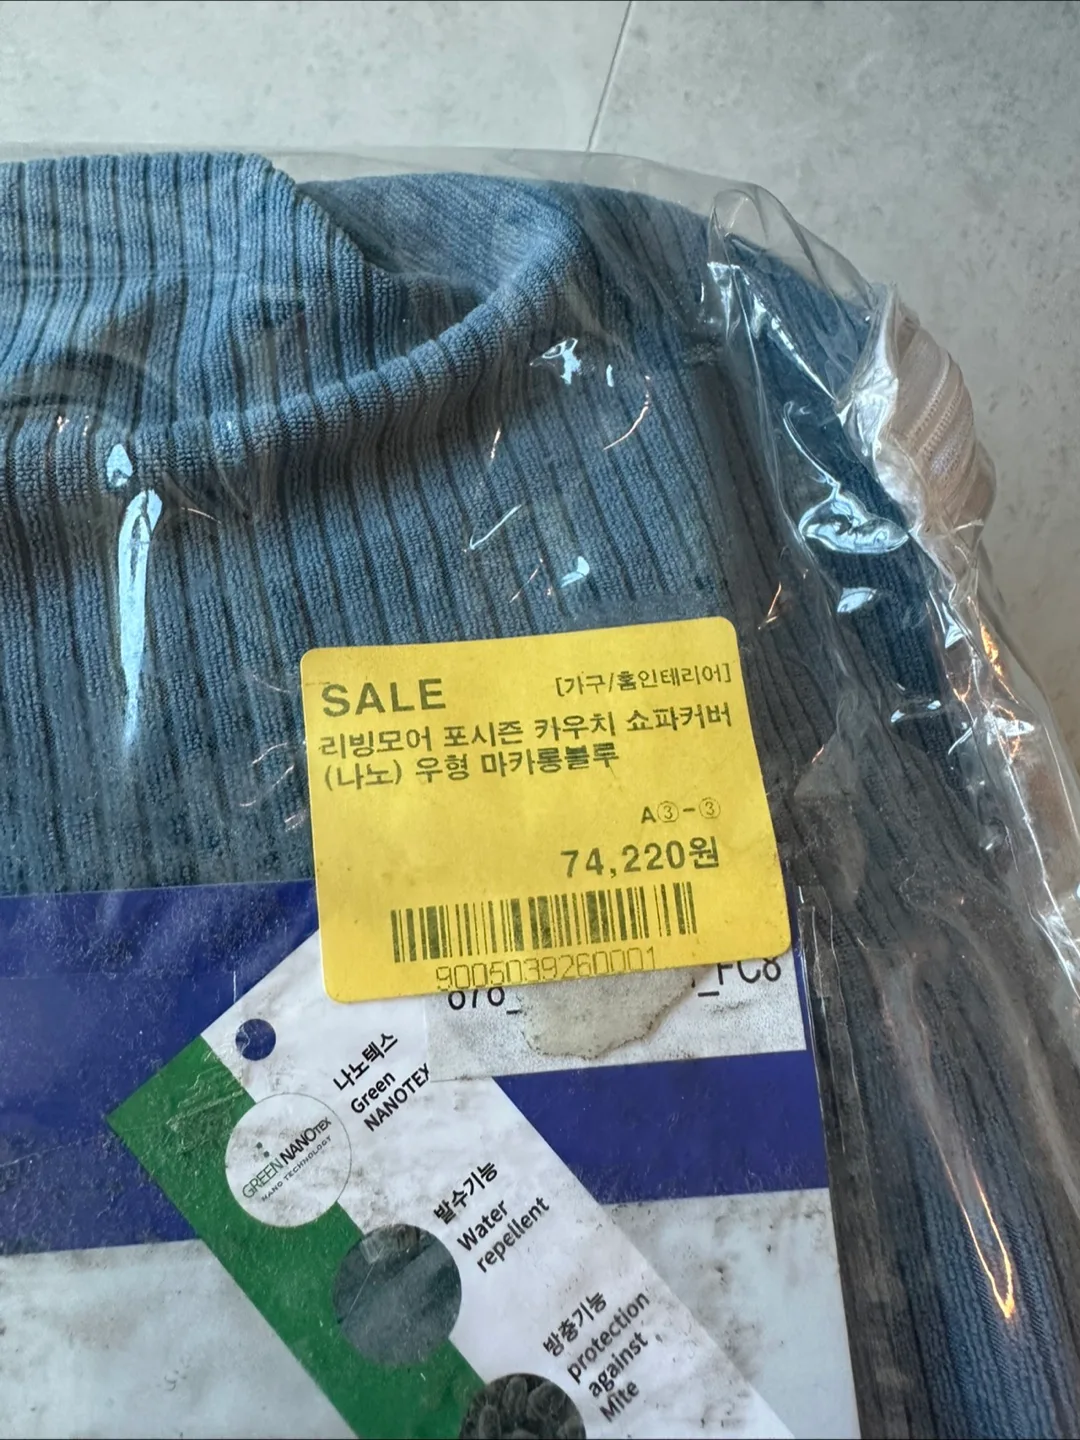 SALE [가구/홈인테리어]
리빙모어 포시즌 카우치 쇼파커버
(나노) 우형 마카롱블루
A③-③
74,220원
9005039260001
678_ _FC8
나노텍스
Green
NANOTEX
GREEN NANOTEX
NANO TECHNOLOGY
발수기능
Water
repellent
방충기능
protection
against
Mite